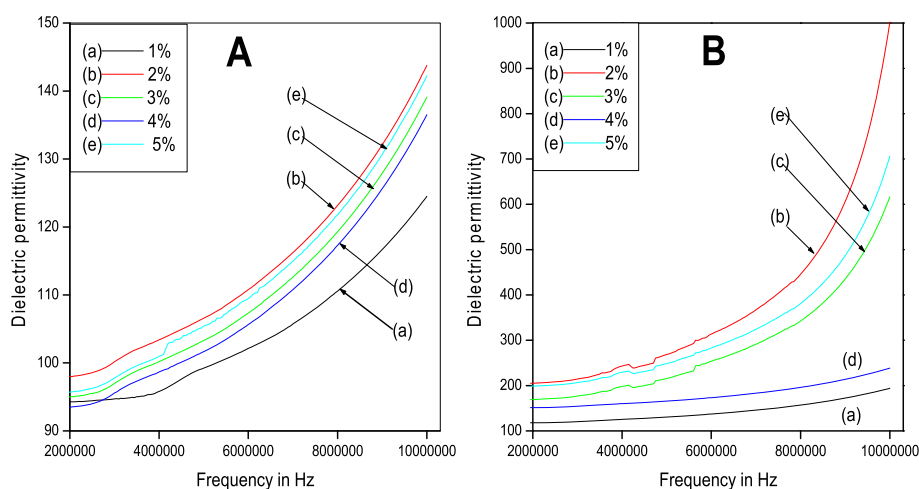 A
(a) 1%
(b) 2%
(c) 3%
(d) 4%
(e) 5%
150
140
130
120
110
100
90
Dielectric permittivity
(e)
(c)
(b)
(d)
(a)
2000000 4000000 6000000 8000000 10000000
Frequency in Hz
B
(a) 1%
(b) 2%
(c) 3%
(d) 4%
(e) 5%
1000
900
800
700
600
500
400
300
200
100
Dielectric permittivity
(e)
(c)
(b)
(d)
(a)
2000000 4000000 6000000 8000000 10000000
Frequency in Hz